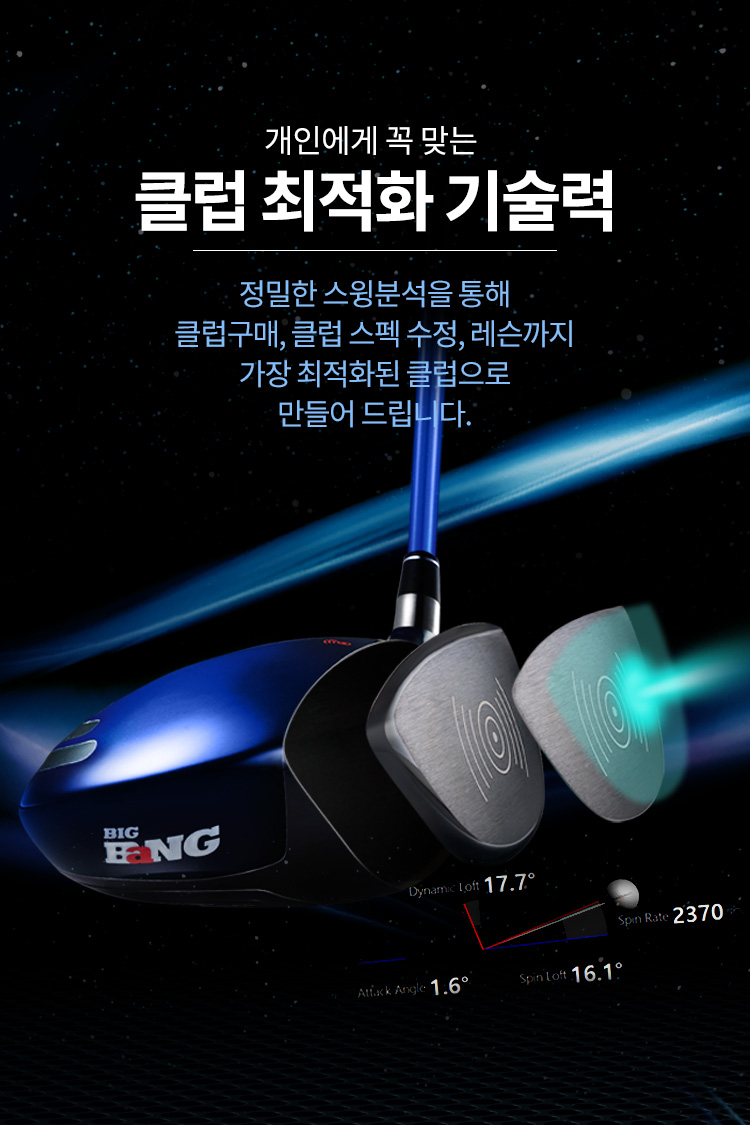 개인에게 꼭 맞는
클럽 최적화 기술력
정밀한 스윙분석을 통해
클럽구매, 클럽 스펙 수정, 레슨까지
가장 최적화된 클럽으로
만들어 드립니다.
BIG
BaNG
Dynamic Loft 17.7°
Spin Rate 2370
Attack Angle 1.6°
Spin Loft 16.1°